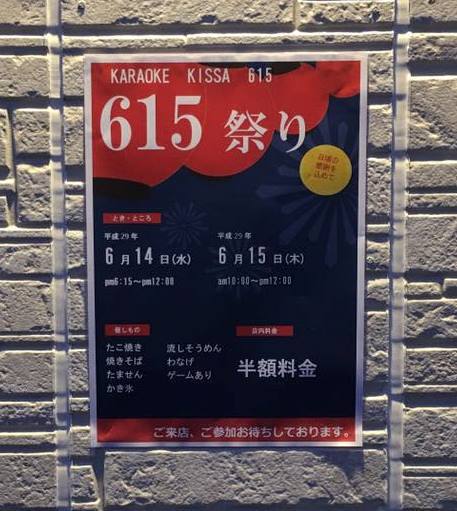 KARAOKE KISSA 615
615 祭り
日頃の
感謝を
込めて
とき・ところ
平成29年
6月14日(水)
pm6:15~pm12:00
平成29年
6月15日(木)
am10:00~pm12:00
催しもの
たこ焼き
焼きそば
たません
かき氷
流しそうめん
わなげ
ゲームあり
店内料金
半額料金
ご来店、ご参加お待ちしております。